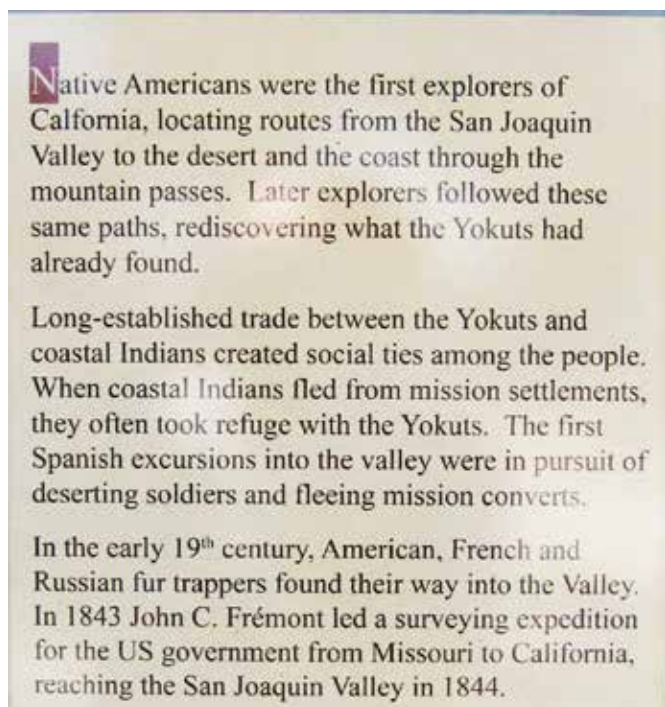 Native Americans were the first explorers of
Calfornia, locating routes from the San Joaquin
Valley to the desert and the coast through the
mountain passes.  Later explorers followed these
same paths, rediscovering what the Yokuts had
already found.
Long-established trade between the Yokuts and
coastal Indians created social ties among the people.
When coastal Indians fled from mission settlements,
they often took refuge with the Yokuts.  The first
Spanish excursions into the valley were in pursuit of
deserting soldiers and fleeing mission converts.
In the early 19th century, American, French and
Russian fur trappers found their way into the Valley.
In 1843 John C. Frémont led a surveying expedition
for the US government from Missouri to California,
reaching the San Joaquin Valley in 1844.